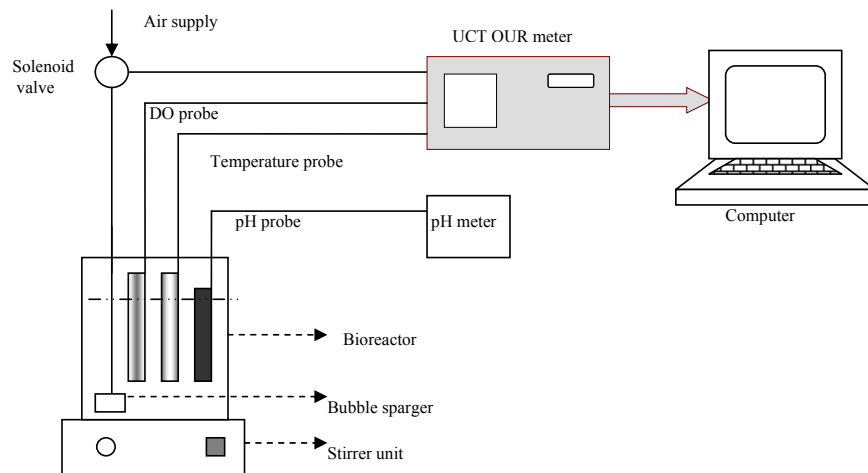 Air supply
UCT OUR meter
Solenoid
valve
DO probe
Temperature probe
pH probe
pH meter
Computer
Bioreactor
Bubble sparger
Stirrer unit